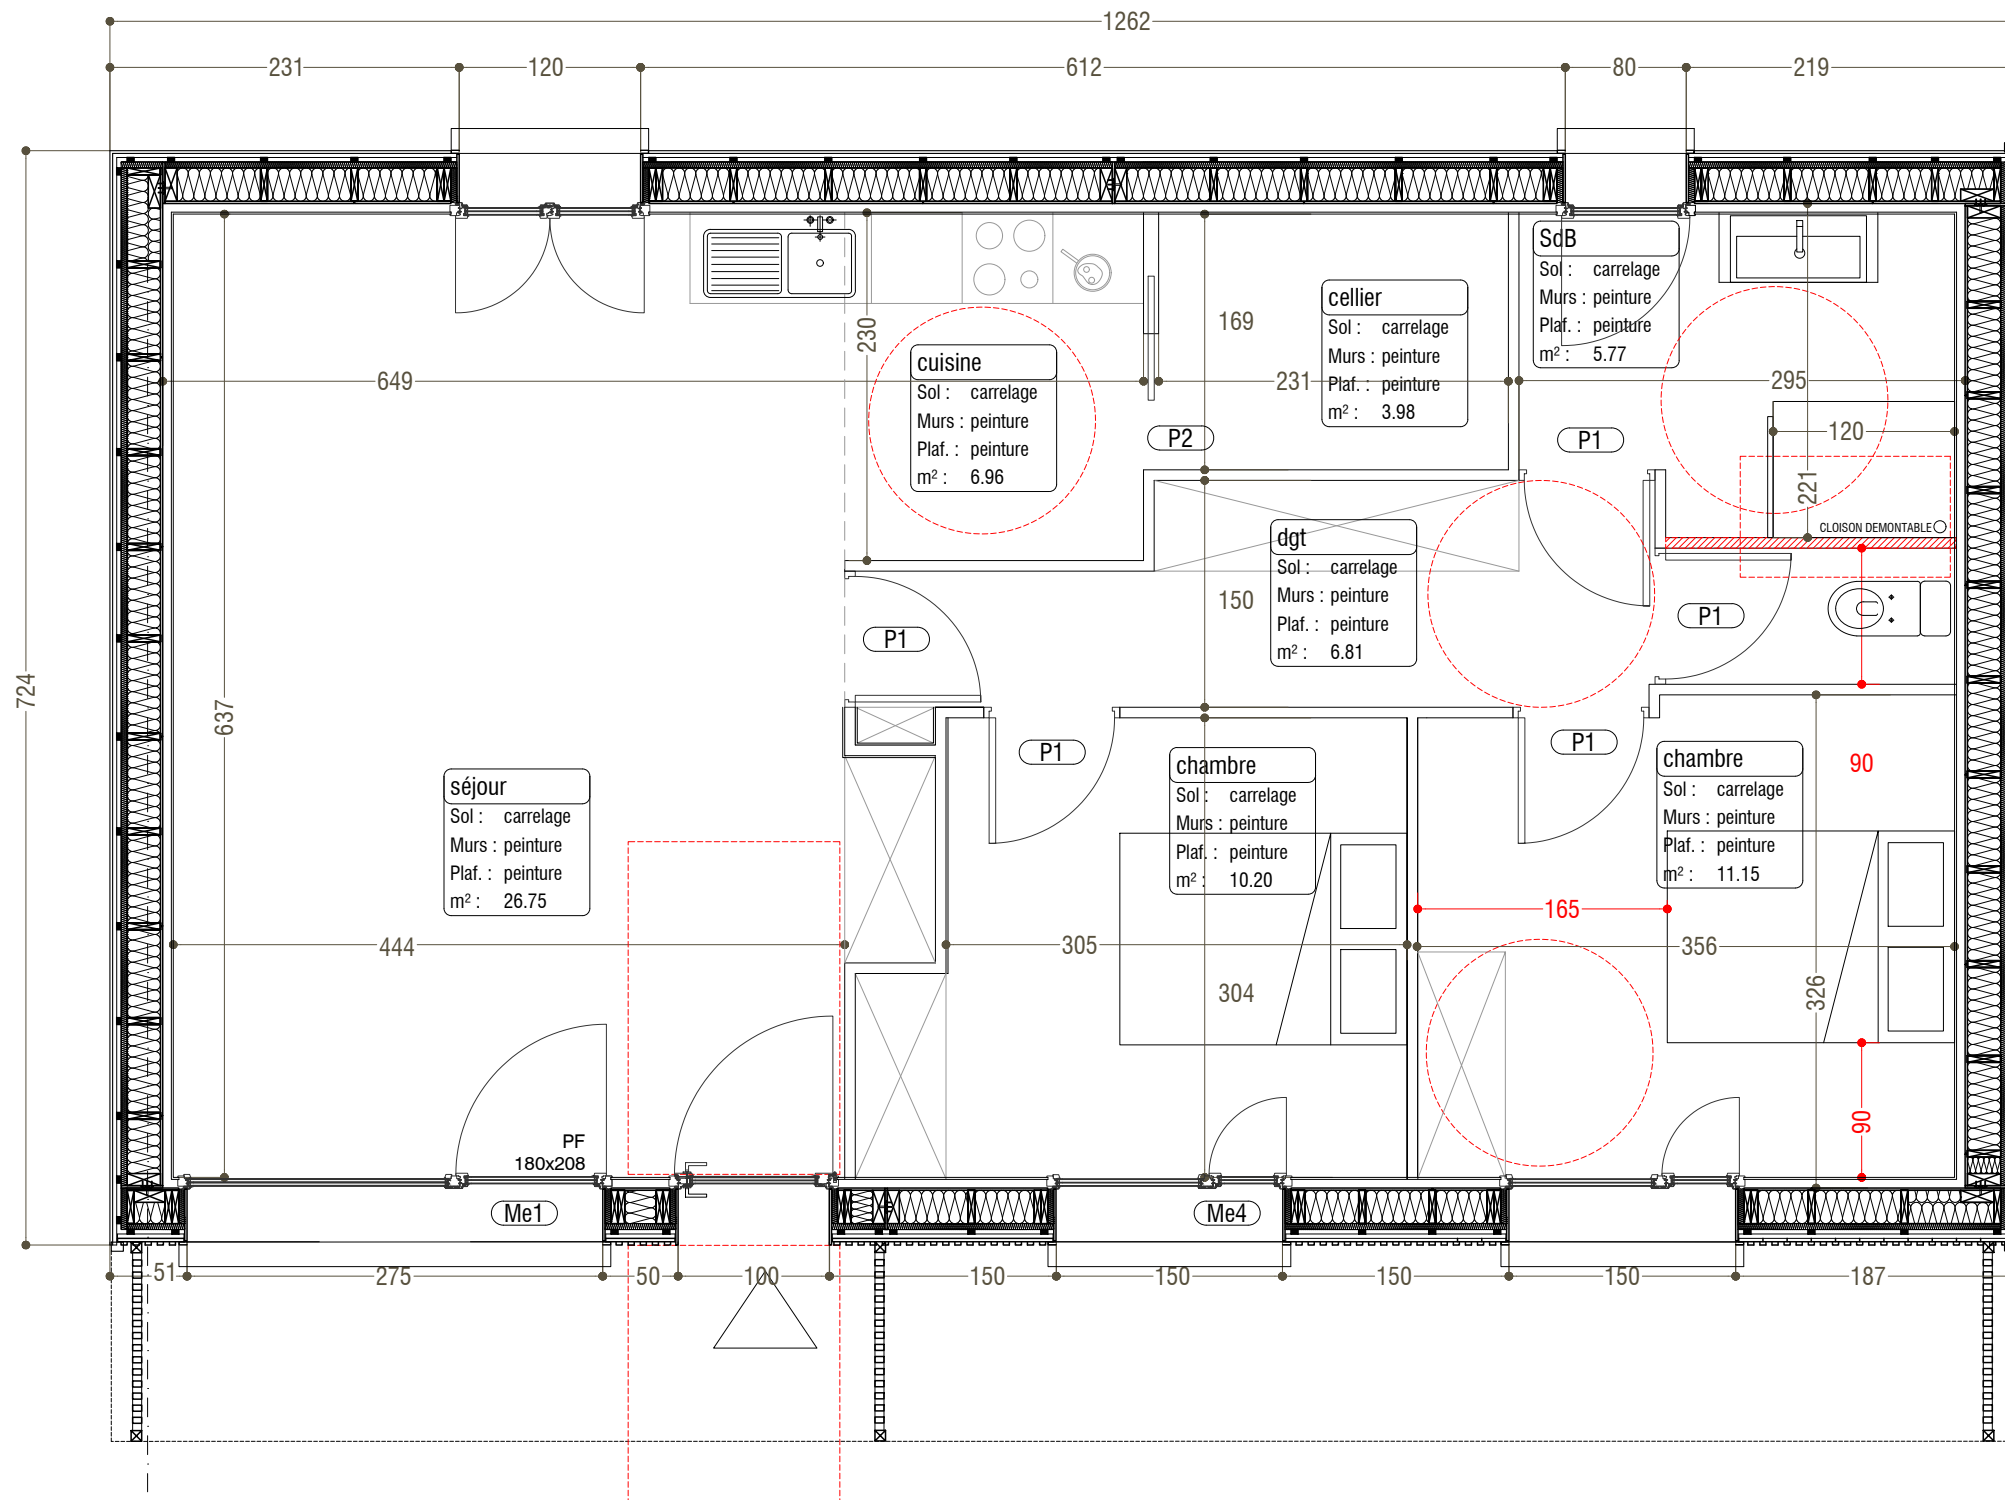 1262
231
120
612
80
219
SdB
Sol : carrelage
Murs : peinture
Plaf. : peinture
m² : 5.77
cellier
Sol : carrelage
Murs : peinture
Plaf. : peinture
m² : 3.98
169
230
cuisine
Sol : carrelage
Murs : peinture
Plaf. : peinture
m² : 6.96
649
231
295
P2
P1
120
221
CLOISON DEMONTABLE
dgt
Sol : carrelage
Murs : peinture
Plaf. : peinture
m² : 6.81
150
P1
P1
724
637
P1
P1
90
séjour
Sol : carrelage
Murs : peinture
Plaf. : peinture
m² : 26.75
chambre
Sol : carrelage
Murs : peinture
Plaf. : peinture
m² : 10.20
chambre
Sol : carrelage
Murs : peinture
Plaf. : peinture
m² : 11.15
165
444
305
356
304
326
90
PF
180x208
Me1
Me4
51
275
50
100
150
150
150
150
187